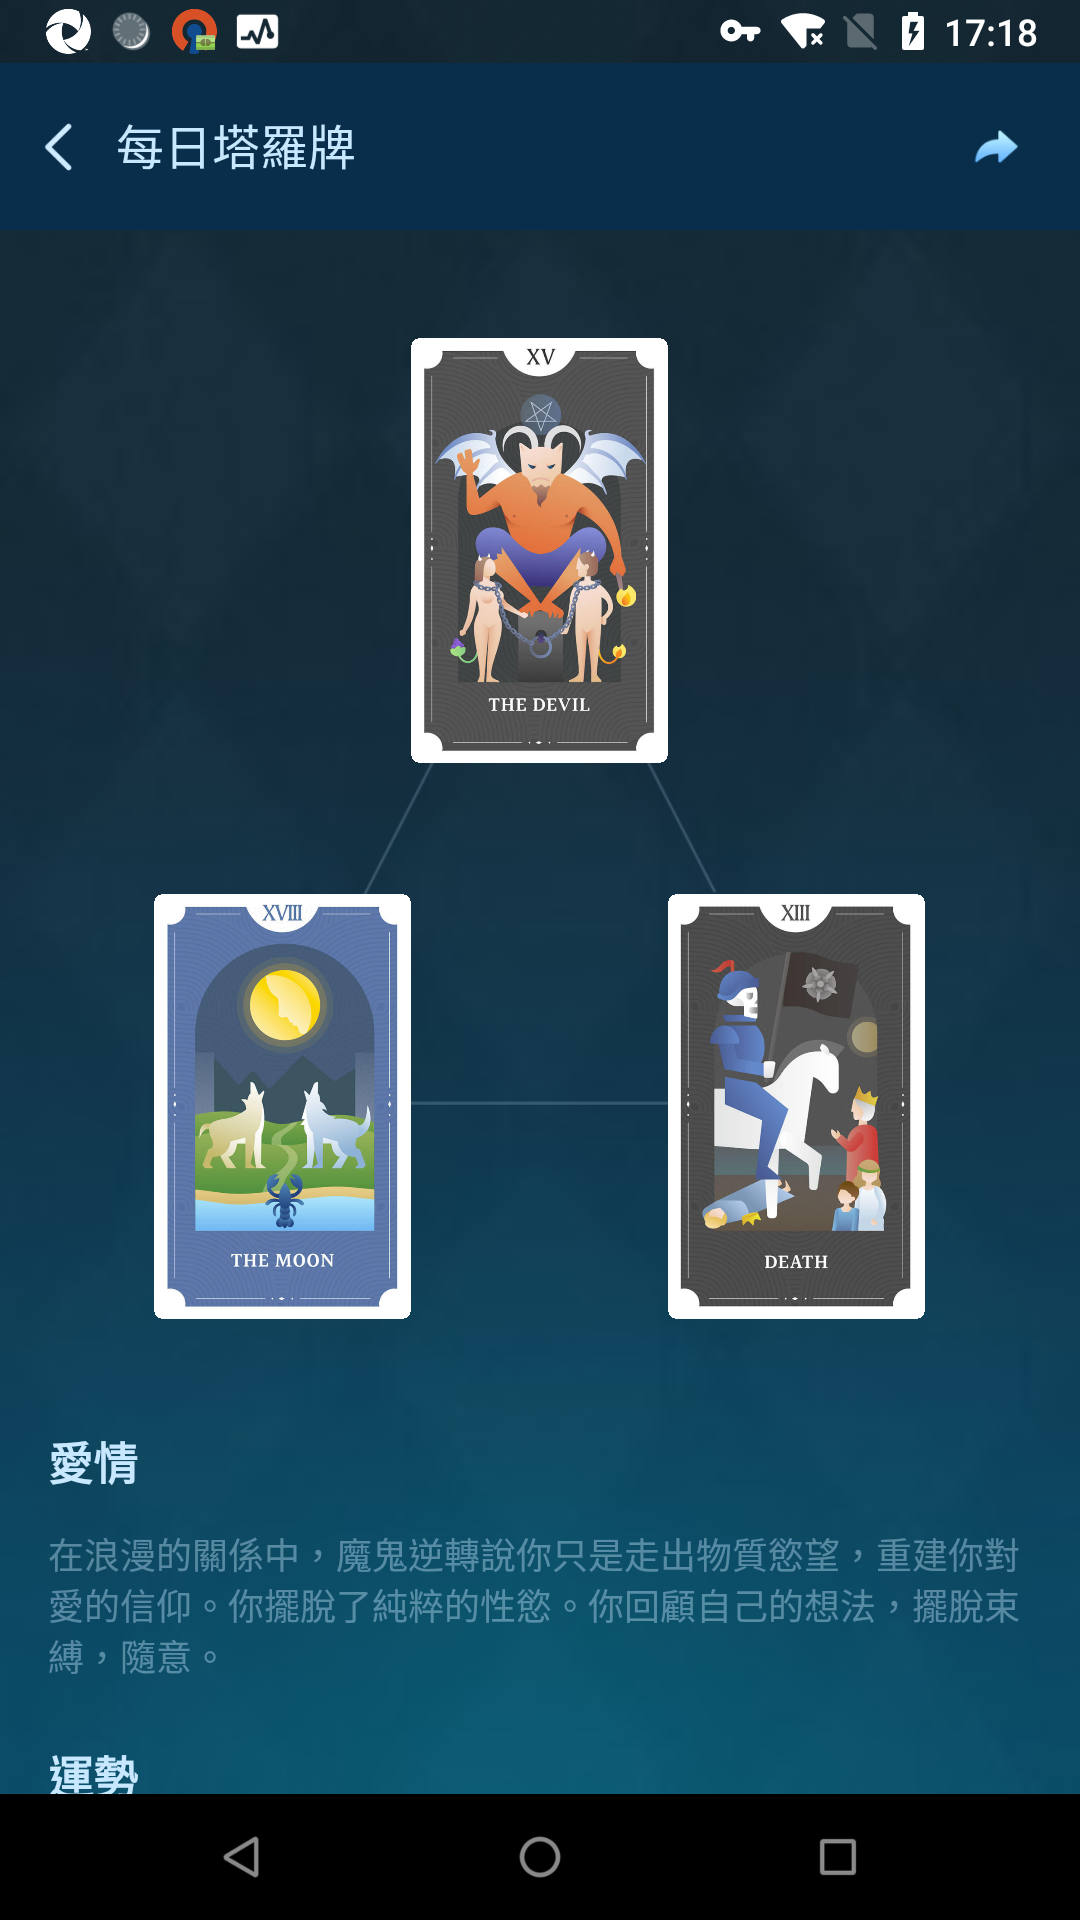 17:18
每日塔羅牌
XV
THE DEVIL
XVIII
THE MOON
XIII
DEATH
愛情
在浪漫的關係中，魔鬼逆轉說你只是走出物質慾望，重建你對
愛的信仰。你擺脫了純粹的性慾。你回顧自己的想法，擺脫束
縛，隨意。
運勢